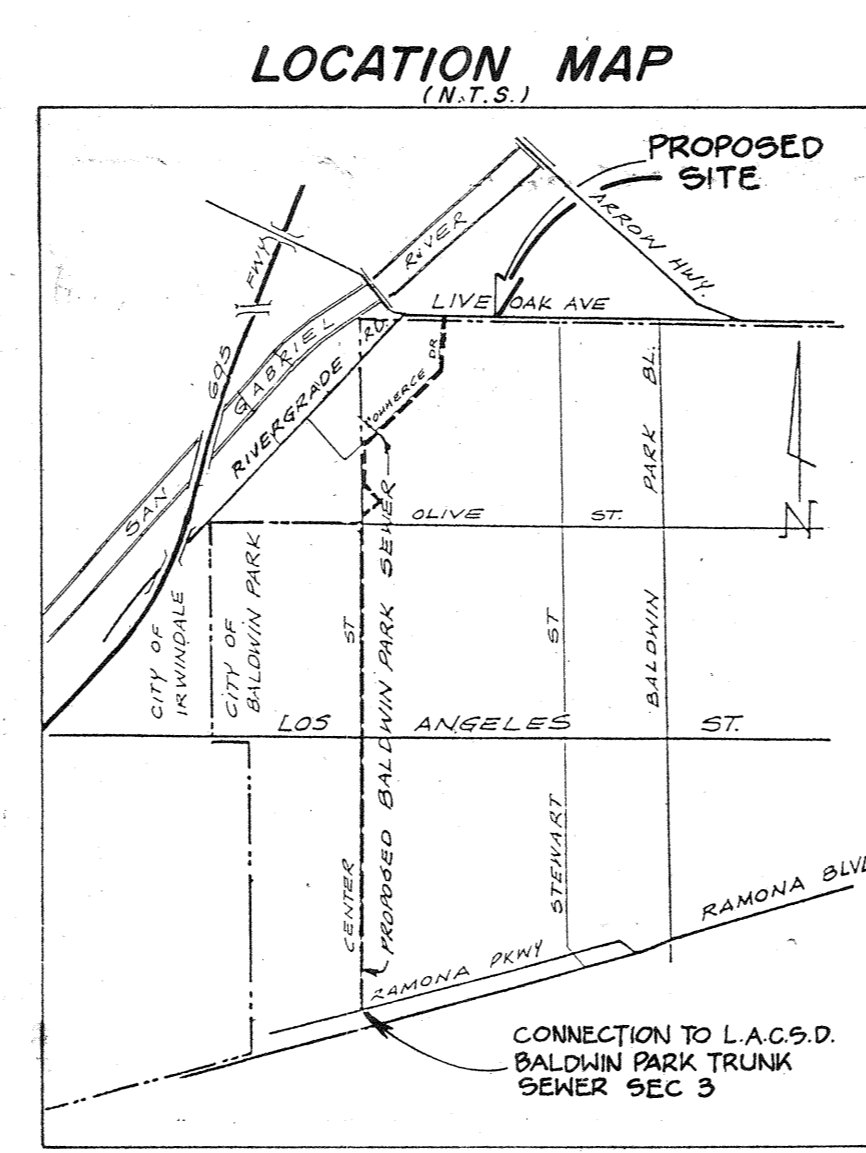 LOCATION MAP
(N.T.S.)
PROPOSED
SITE
ARROW HWY.
RIVER
FWY
LIVE OAK AVE
RD.
GABRIEL
605
COMMERCE DR
RIVERGRADE
PARK BL.
SAN
OLIVE ST.
N
CITY OF
IRWINDALE
CITY OF
BALDWIN PARK
ST
PROPOSED BALDWIN PARK SEWER
ST
BALDWIN
LOS ANGELES ST.
CENTER
STEWART
RAMONA BLVD
RAMONA PKWY
CONNECTION TO L.A.C.S.D.
BALDWIN PARK TRUNK
SEWER SEC 3